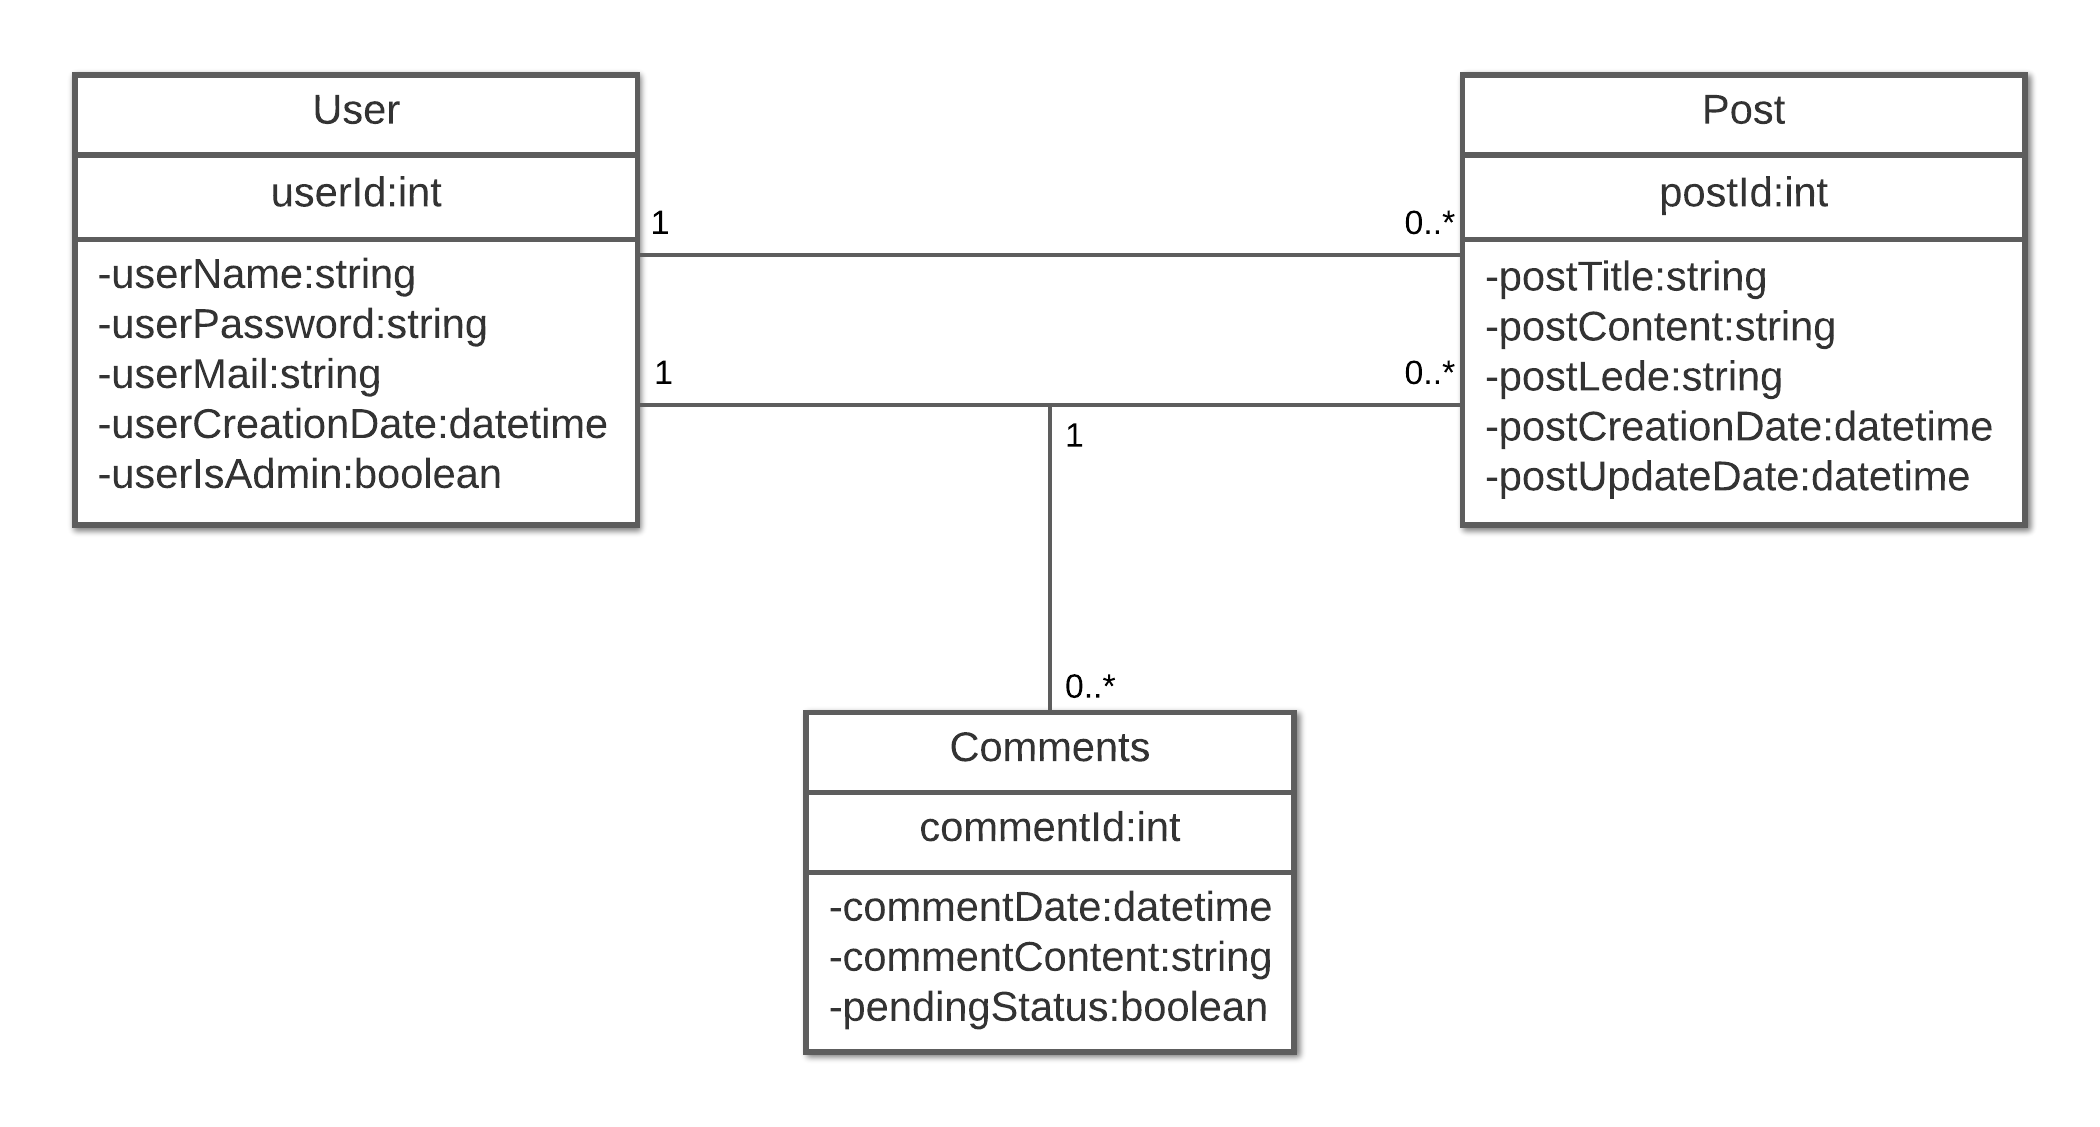 User
userId:int
-userName:string
-userPassword:string
-userMail:string
-userCreationDate:datetime
-userIsAdmin:boolean
1
0..*
1
0..*
1
0..*
Post
postId:int
-postTitle:string
-postContent:string
-postLede:string
-postCreationDate:datetime
-postUpdateDate:datetime
Comments
commentId:int
-commentDate:datetime
-commentContent:string
-pendingStatus:boolean